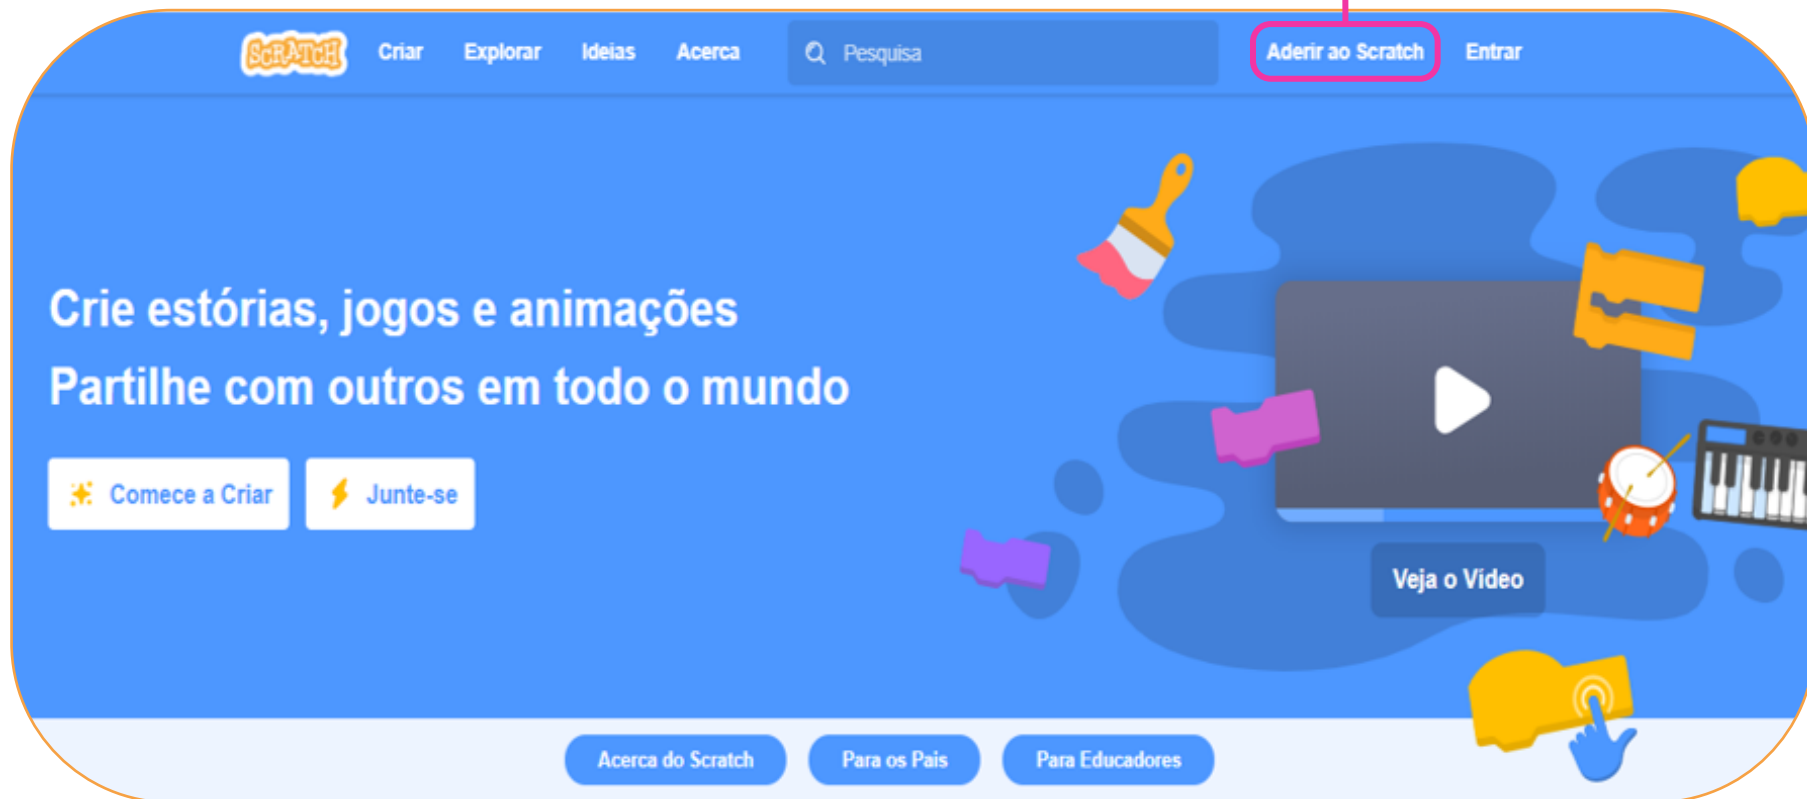 SCRATCH Criar Explorar Ideias Acerca Pesquisa Aderir ao Scratch Entrar
Crie estórias, jogos e animações
Partilhe com outros em todo o mundo
Comece a Criar Junte-se
Veja o Vídeo
Acerca do Scratch Para os Pais Para Educadores